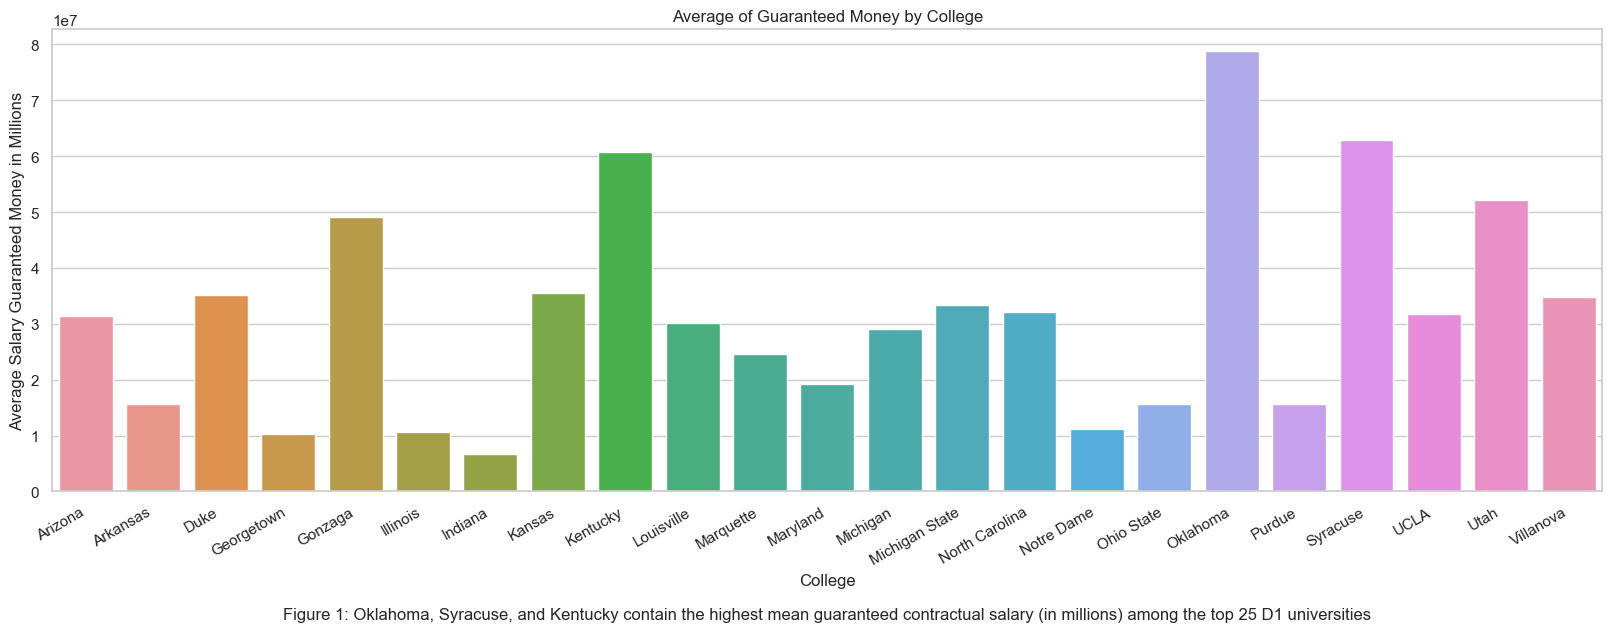 Average of Guaranteed Money by College
1e7
Average Salary Guaranteed Money in Millions
8
7
6
5
4
3
2
1
0
Arizona
Arkansas
Duke
Georgetown
Gonzaga
Illinois
Indiana
Kansas
Kentucky
Louisville
Marquette
Maryland
Michigan
Michigan State
North Carolina
Notre Dame
Ohio State
Oklahoma
Purdue
Syracuse
UCLA
Utah
Villanova
College
Figure 1: Oklahoma, Syracuse, and Kentucky contain the highest mean guaranteed contractual salary (in millions) among the top 25 D1 universities